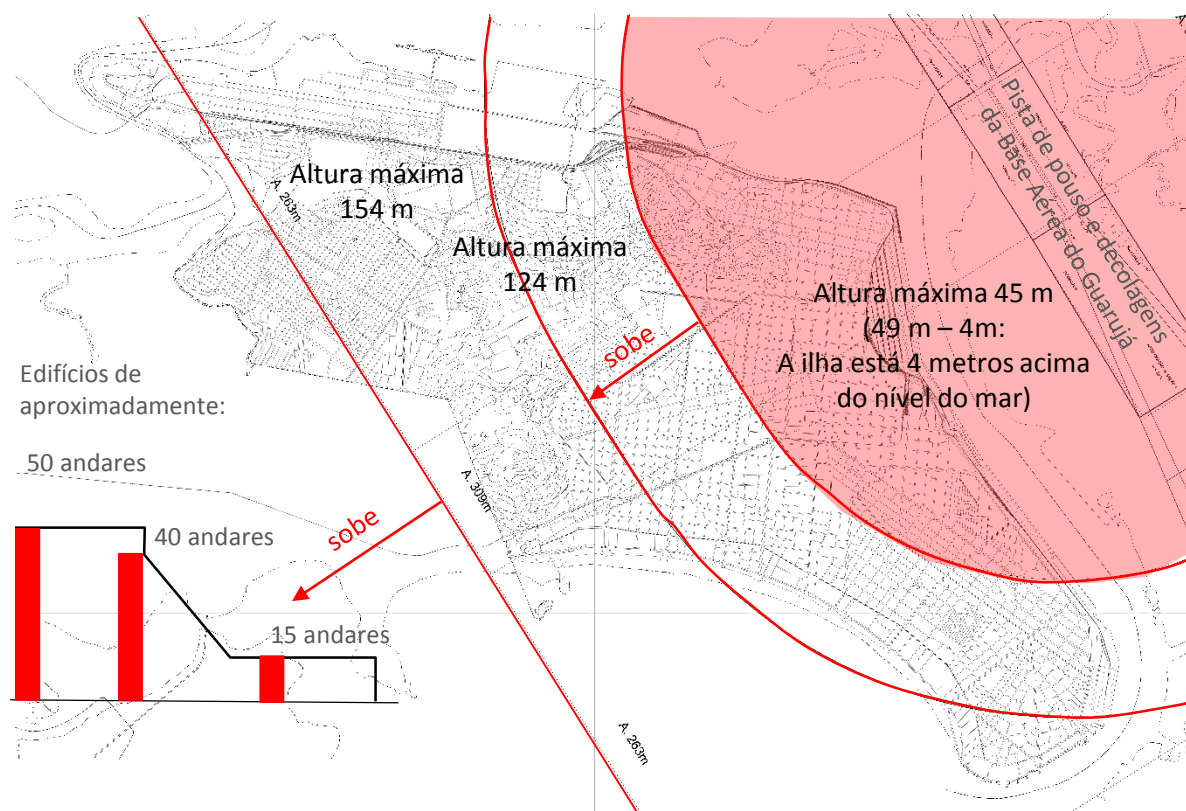 A.
Pista de pouso e decolagens
da Base Aérea do Guarujá
Altura máxima
154 m
A. 263m
Altura máxima
124 m
Altura máxima 45 m
(49 m – 4m:
A ilha está 4 metros acima
do nível do mar)
sobe
Edifícios de
aproximadamente:
50 andares
A. 309m
sobe
40 andares
15 andares
A. 263m